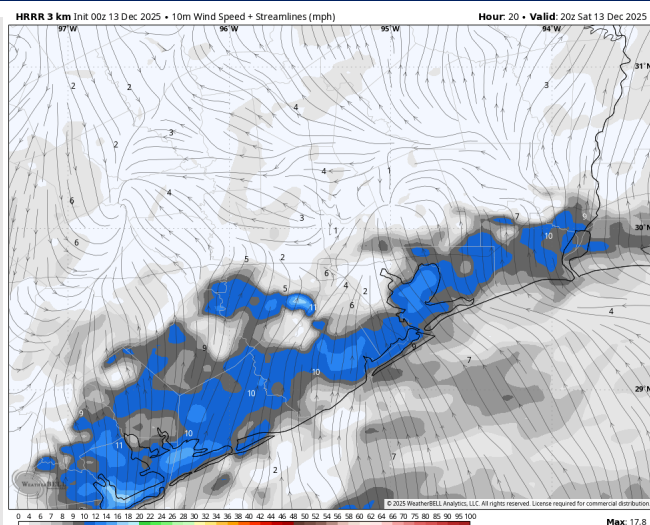 HRRR 3 km Init 00z 13 Dec 2025 • 10m Wind Speed + Streamlines (mph)
Hour: 20 • Valid: 20z Sat 13 Dec 2025
97°W 96°W 95°W 94°W
31°N
2 2 4 3
3
2
4 4 1
6
3 7 9
30°N
1
6 10
5 2
6
4
5 2
11 6
4
9 9
7
29°N
10
10
9
10
11
7
2
WEATHERBELL
© 2025 WeatherBELL Analytics, LLC. All rights reserved. License required for commercial distribution
0 4 6 8 9 10 12 14 16 18 20 22 24 26 28 30 32 34 36 38 40 42 44 46 48 50 52 54 56 58 60 62 64 66 70 75 80 85 90 95 100
Max: 17.8